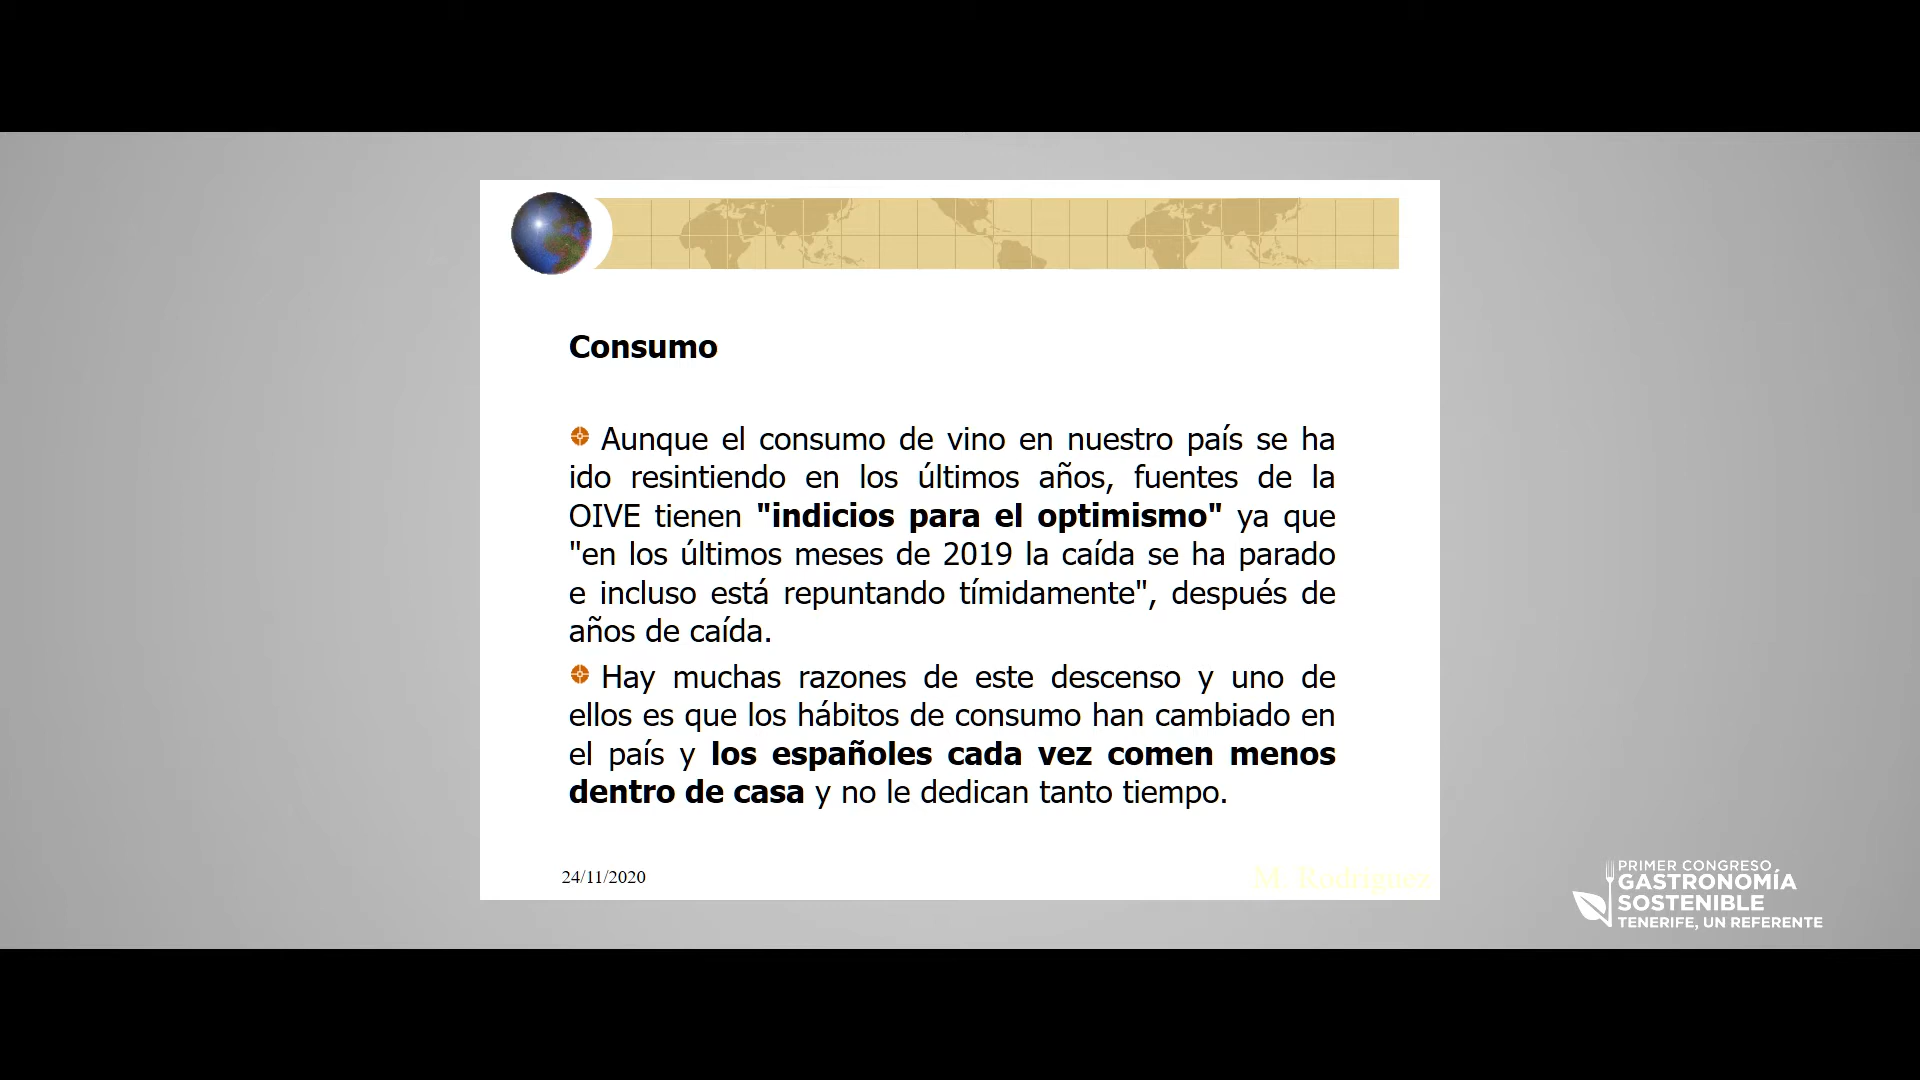 Consumo
Aunque el consumo de vino en nuestro país se ha
ido resintiendo en los últimos años, fuentes de la
OIVE tienen "indicios para el optimismo" ya que
"en los últimos meses de 2019 la caída se ha parado
e incluso está repuntando tímidamente", después de
años de caída.
Hay muchas razones de este descenso y uno de
ellos es que los hábitos de consumo han cambiado en
el país y los españoles cada vez comen menos
dentro de casa y no le dedican tanto tiempo.
24/11/2020
M. Rodríguez
PRIMER CONGRESO
GASTRONOMÍA
SOSTENIBLE
TENERIFE, UN REFERENTE